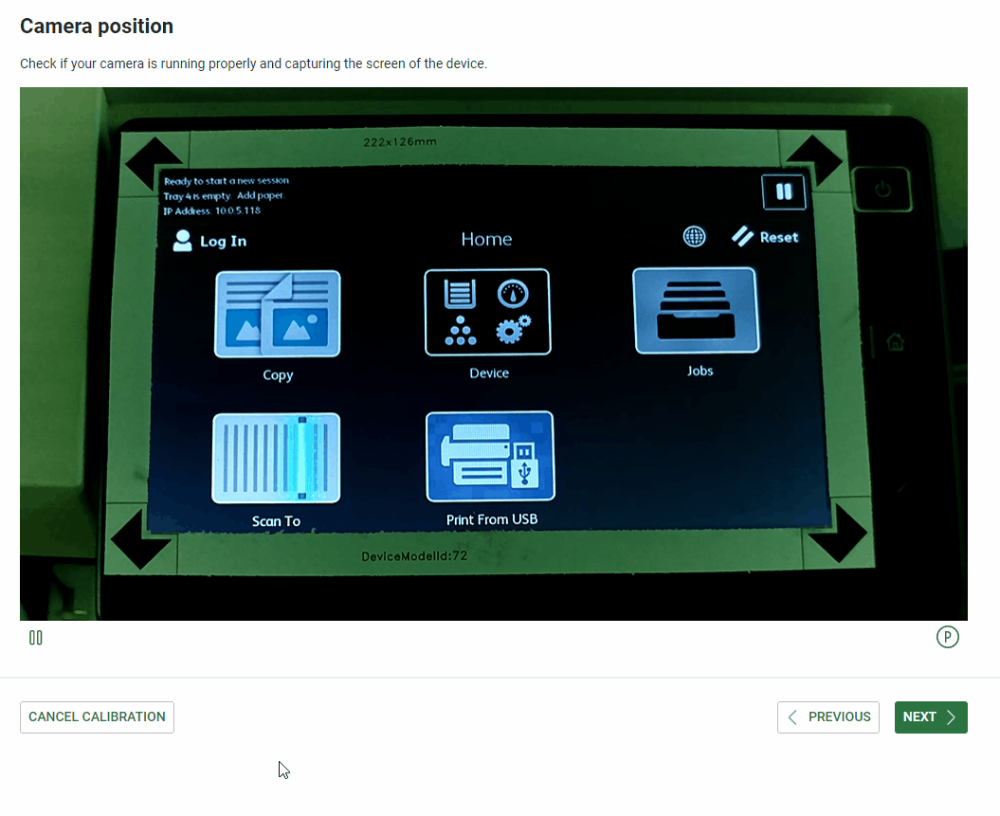 Camera position
Check if your camera is running properly and capturing the screen of the device.
222x126mm
Ready to start a new session
Tray 4 is empty. Add paper.
IP Address: 10.0.5.118
Log In
Home
Reset
Copy
Device
Jobs
Scan To
Print From USB
DeviceModelId:72
P
CANCEL CALIBRATION
PREVIOUS
NEXT